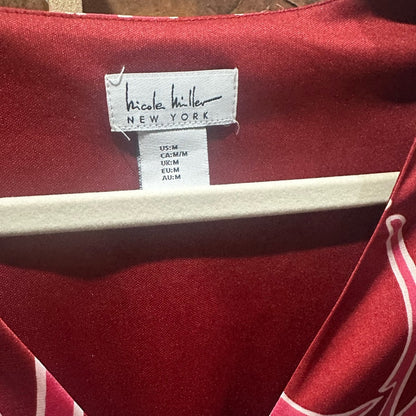 nicole miller
NEW YORK
US:M
CA:M/M
UK:M
EU:M
AU:M